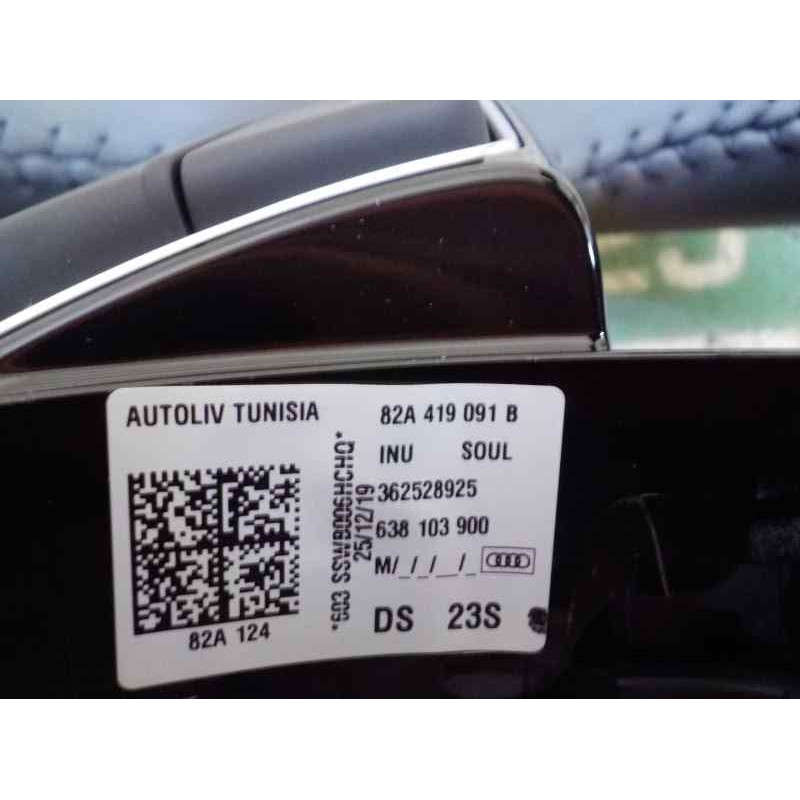 AUTOLIV TUNISIA
82A 124
*603 SSWB006HCHQ*
25/12/19
82A 419 091 B
INU SOUL
362528925
638 103 900
M/_/_/__/_
DS 23S